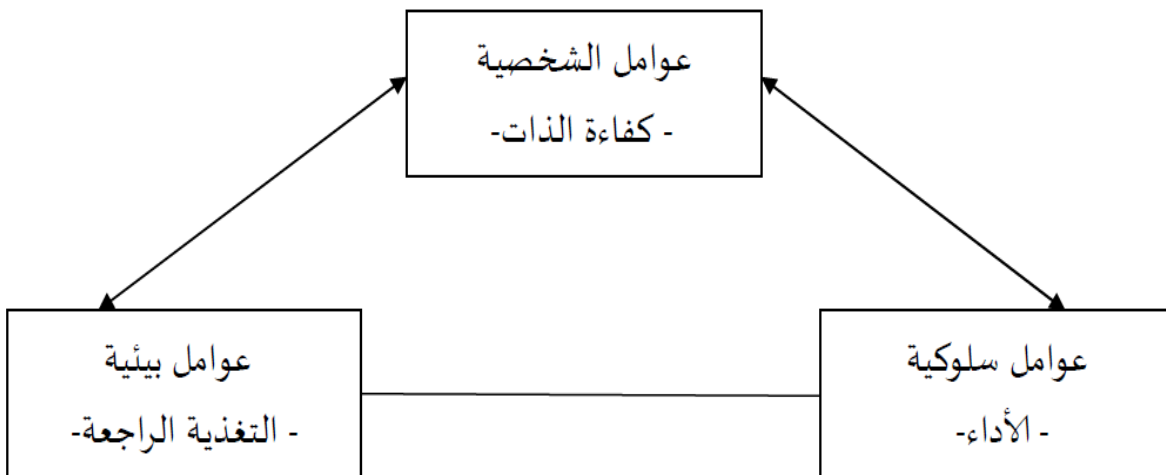 عوامل الشخصية
- كفاءة الذات-
عوامل سلوكية
- الأداء-
عوامل بيئية
- التغذية الراجعة-